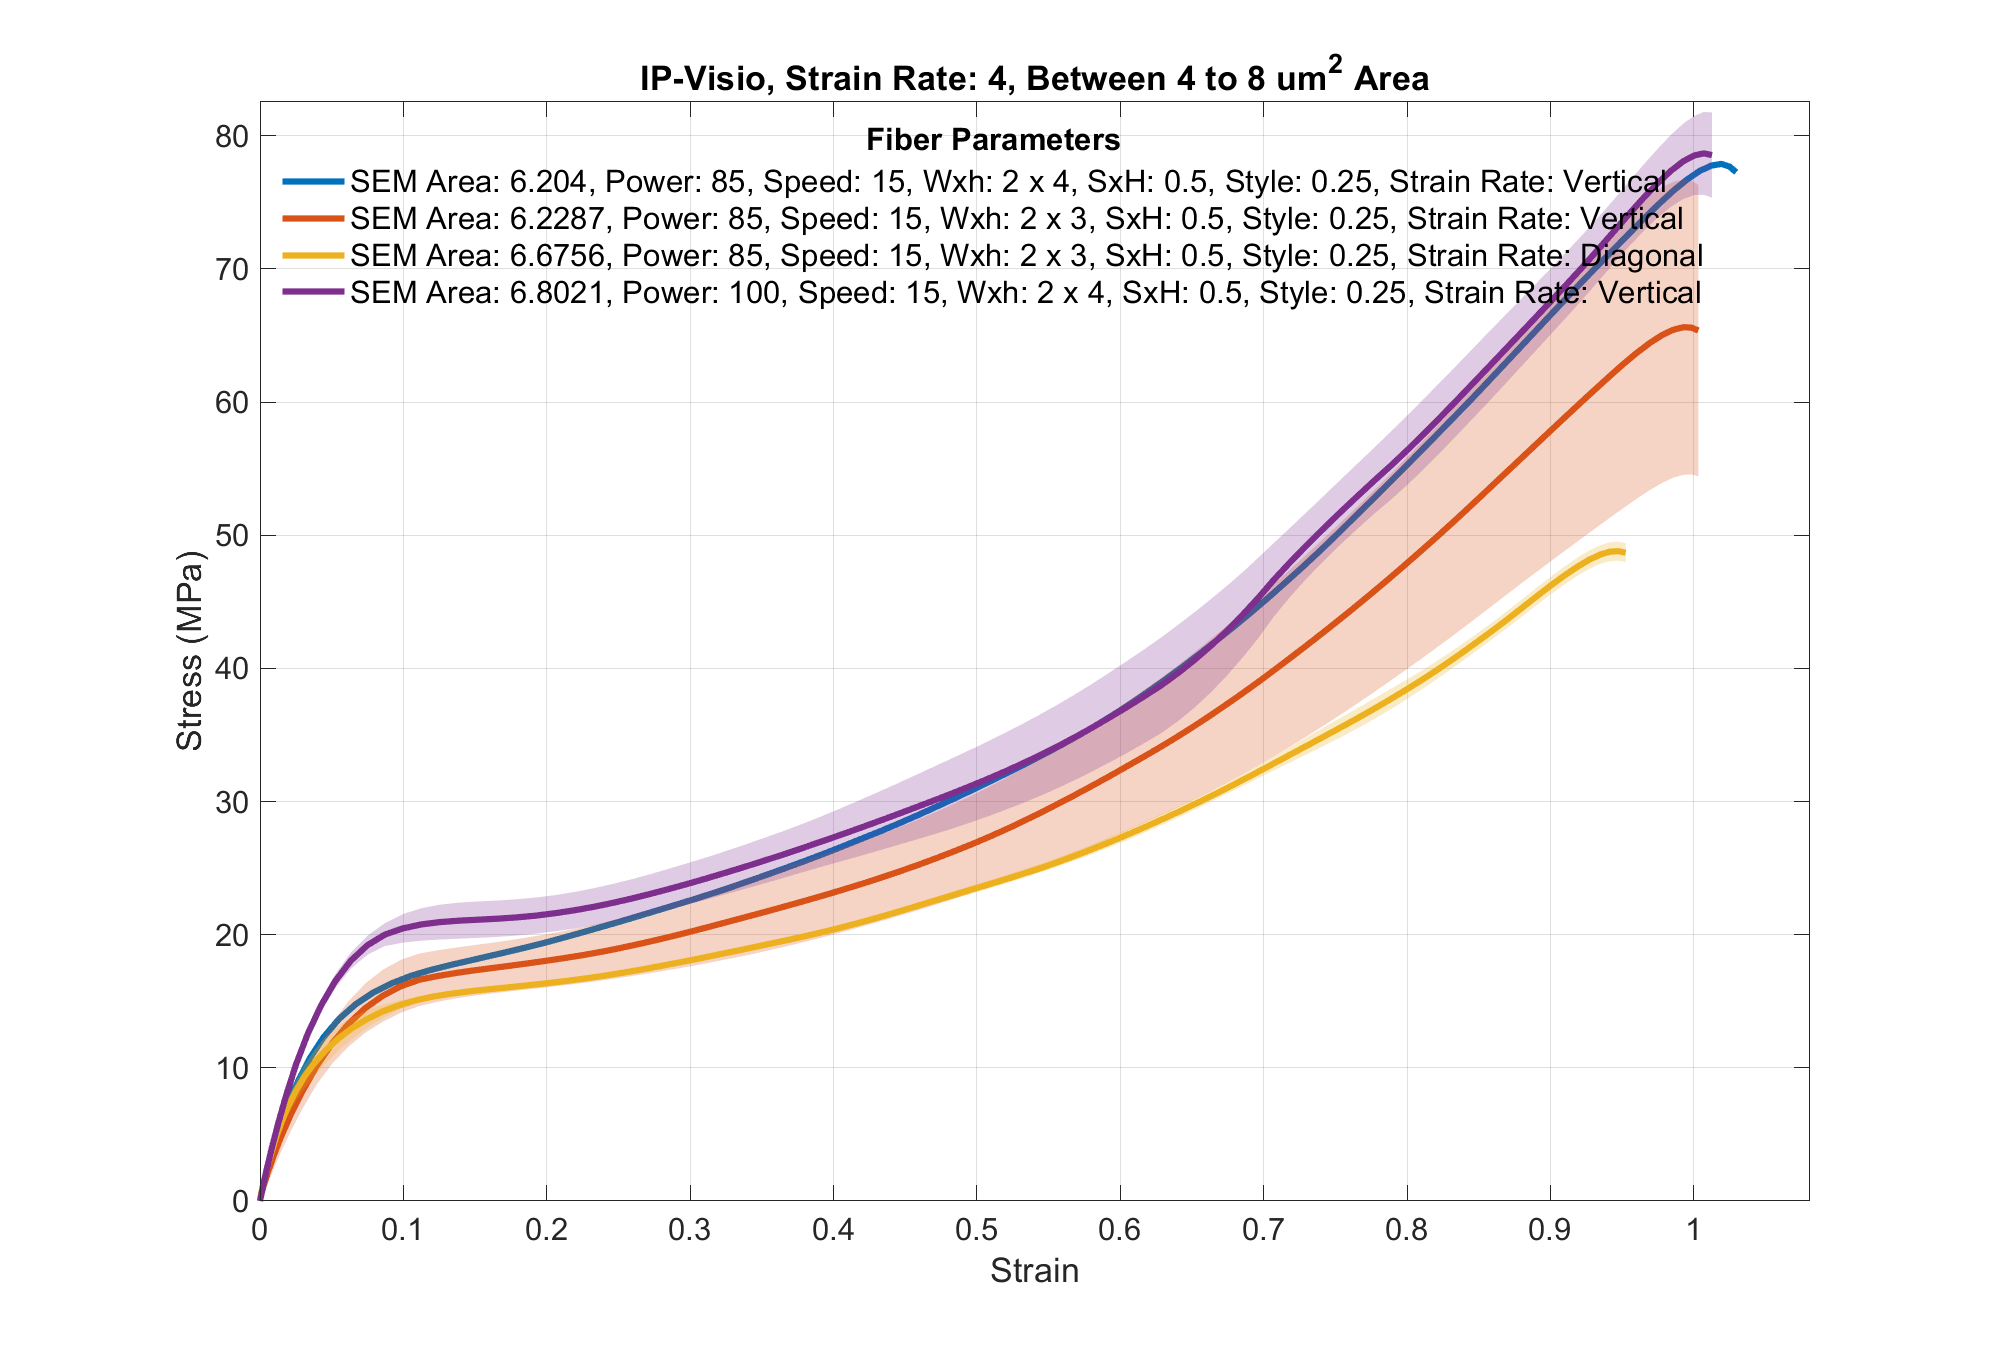 IP-Visio, Strain Rate: 4, Between 4 to 8 um² Area
Fiber Parameters
SEM Area: 6.204, Power: 85, Speed: 15, Wxh: 2 x 4, SxH: 0.5, Style: 0.25, Strain Rate: Vertical
SEM Area: 6.2287, Power: 85, Speed: 15, Wxh: 2 x 3, SxH: 0.5, Style: 0.25, Strain Rate: Vertical
SEM Area: 6.6756, Power: 85, Speed: 15, Wxh: 2 x 3, SxH: 0.5, Style: 0.25, Strain Rate: Diagonal
SEM Area: 6.8021, Power: 100, Speed: 15, Wxh: 2 x 4, SxH: 0.5, Style: 0.25, Strain Rate: Vertical
80
70
60
50
40
30
20
10
0
Stress (MPa)
0 0.1 0.2 0.3 0.4 0.5 0.6 0.7 0.8 0.9 1
Strain